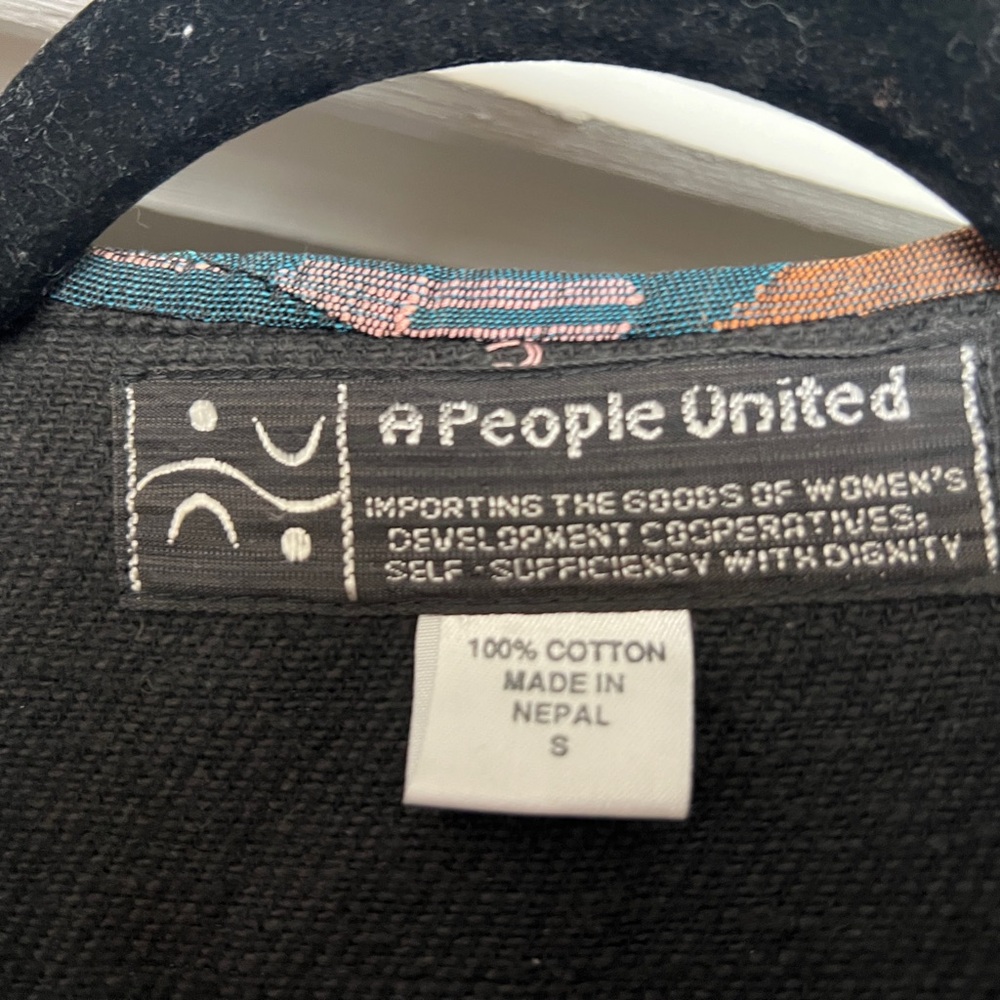 A People United
IMPORTING THE GOODS OF WOMEN'S
DEVELOPMENT COOPERATIVES;
SELF-SUFFICIENCY WITH DIGNITY
100% COTTON
MADE IN
NEPAL
S